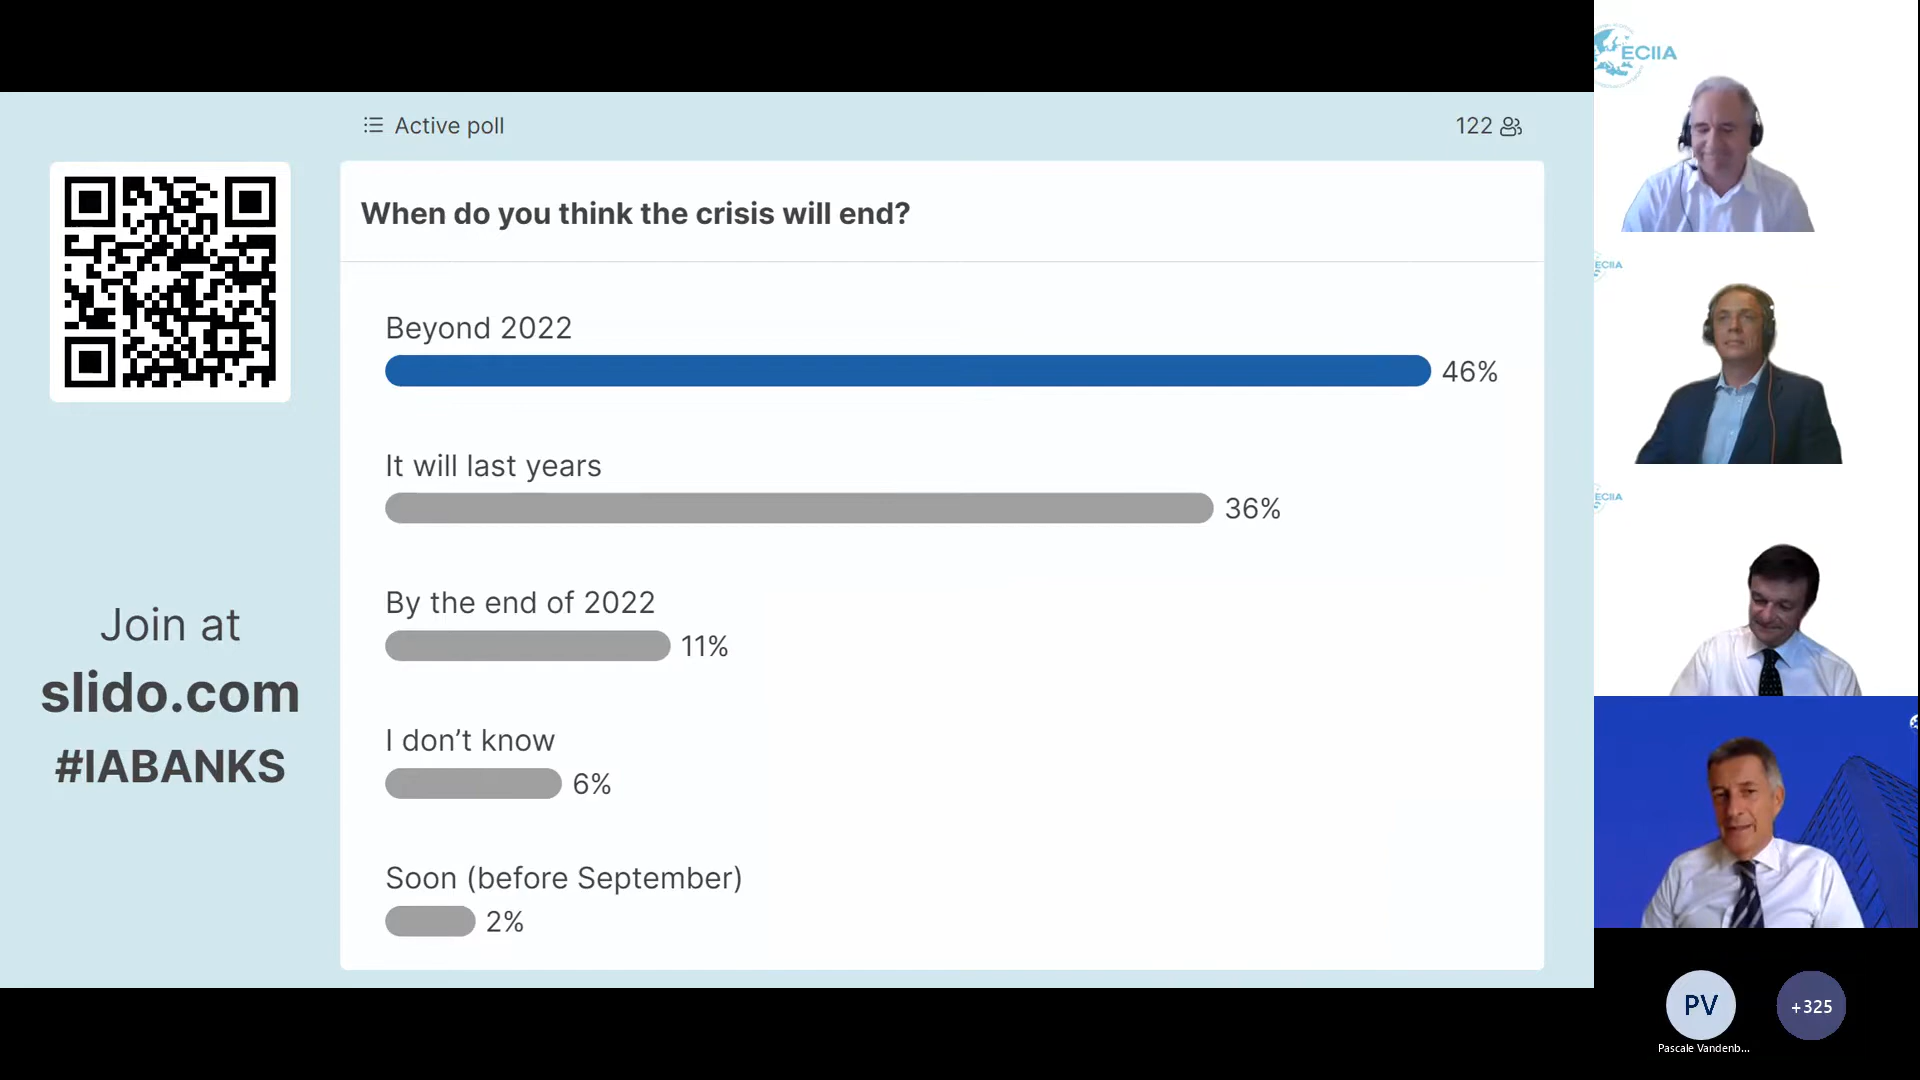 Active poll
122
When do you think the crisis will end?
Beyond 2022
46%
It will last years
36%
By the end of 2022
11%
I don’t know
6%
Soon (before September)
2%
Join at
slido.com
#IABANKS
ECIIA
ECIIA
ECIIA
PV
+325
Pascale Vandenb...